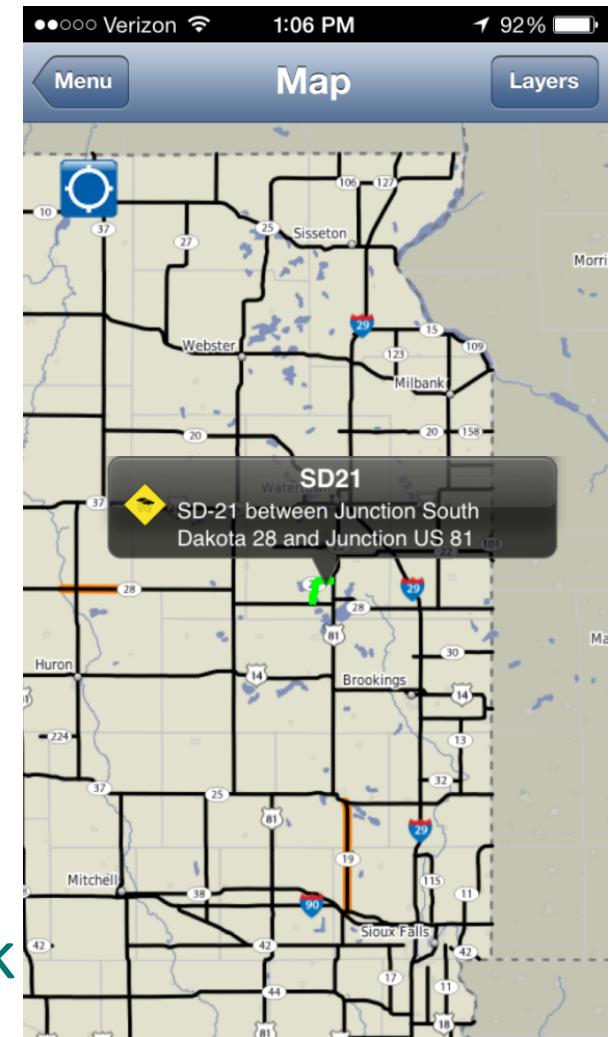 Verizon 1:06 PM 92%
Menu Map Layers
106 127
10 37 25 Sisseton
27
Morri
29 15
Webster 123 109
Milbank
20 20 158
SD21
37 SD-21 between Junction South
Dakota 28 and Junction US 81
101
22
28 29
28
81
30 Ma
Huron 14 Brookings 14
224 13
32
37 25
81 29
19
Mitchell 38 115 11
90
Sioux Falls
k 42 42 42
17
44 11
81 18